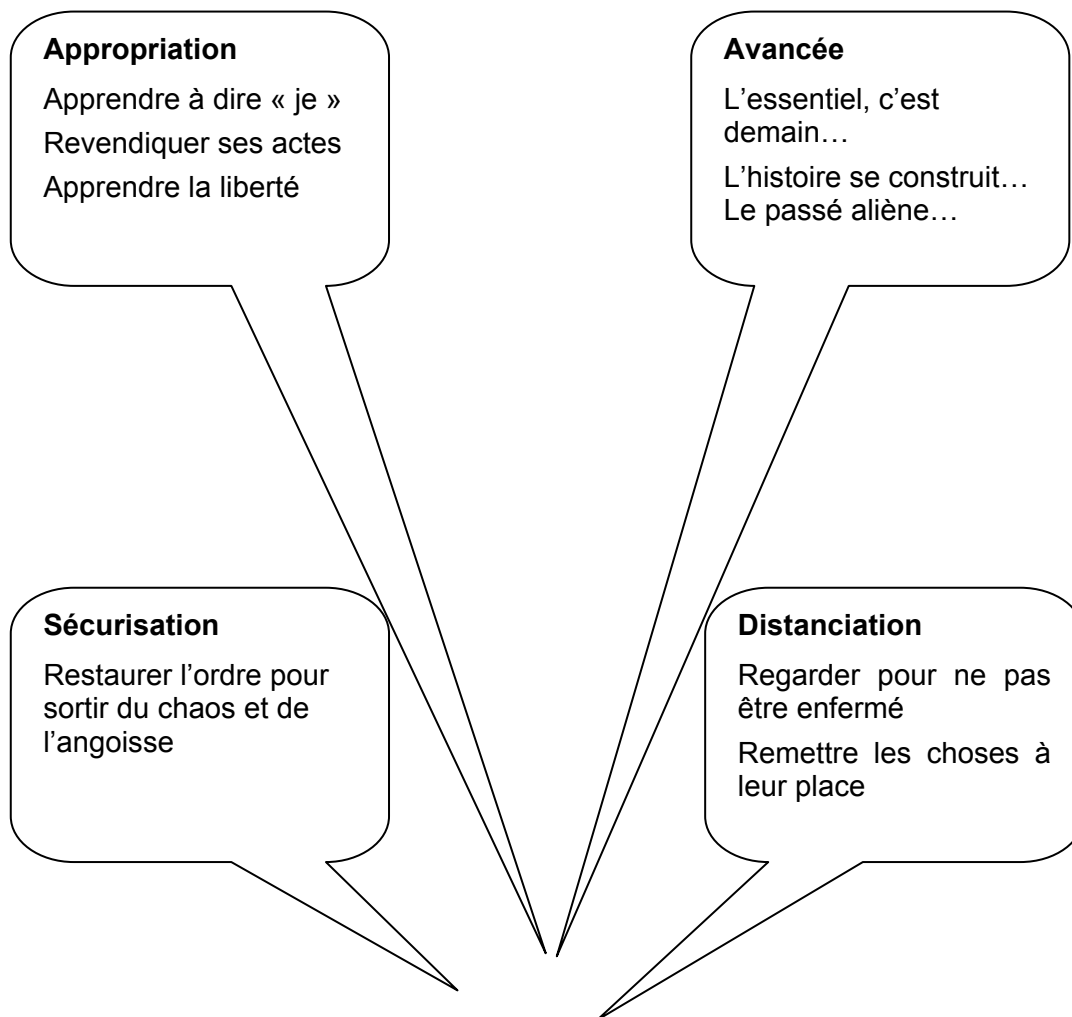 Appropriation
Apprendre à dire « je »
Revendiquer ses actes
Apprendre la liberté
Avancée
L’essentiel, c’est
demain…
L’histoire se construit…
Le passé aliène…
Sécurisation
Restaurer l’ordre pour
sortir du chaos et de
l’angoisse
Distanciation
Regarder pour ne pas
être enfermé
Remettre les choses à
leur place